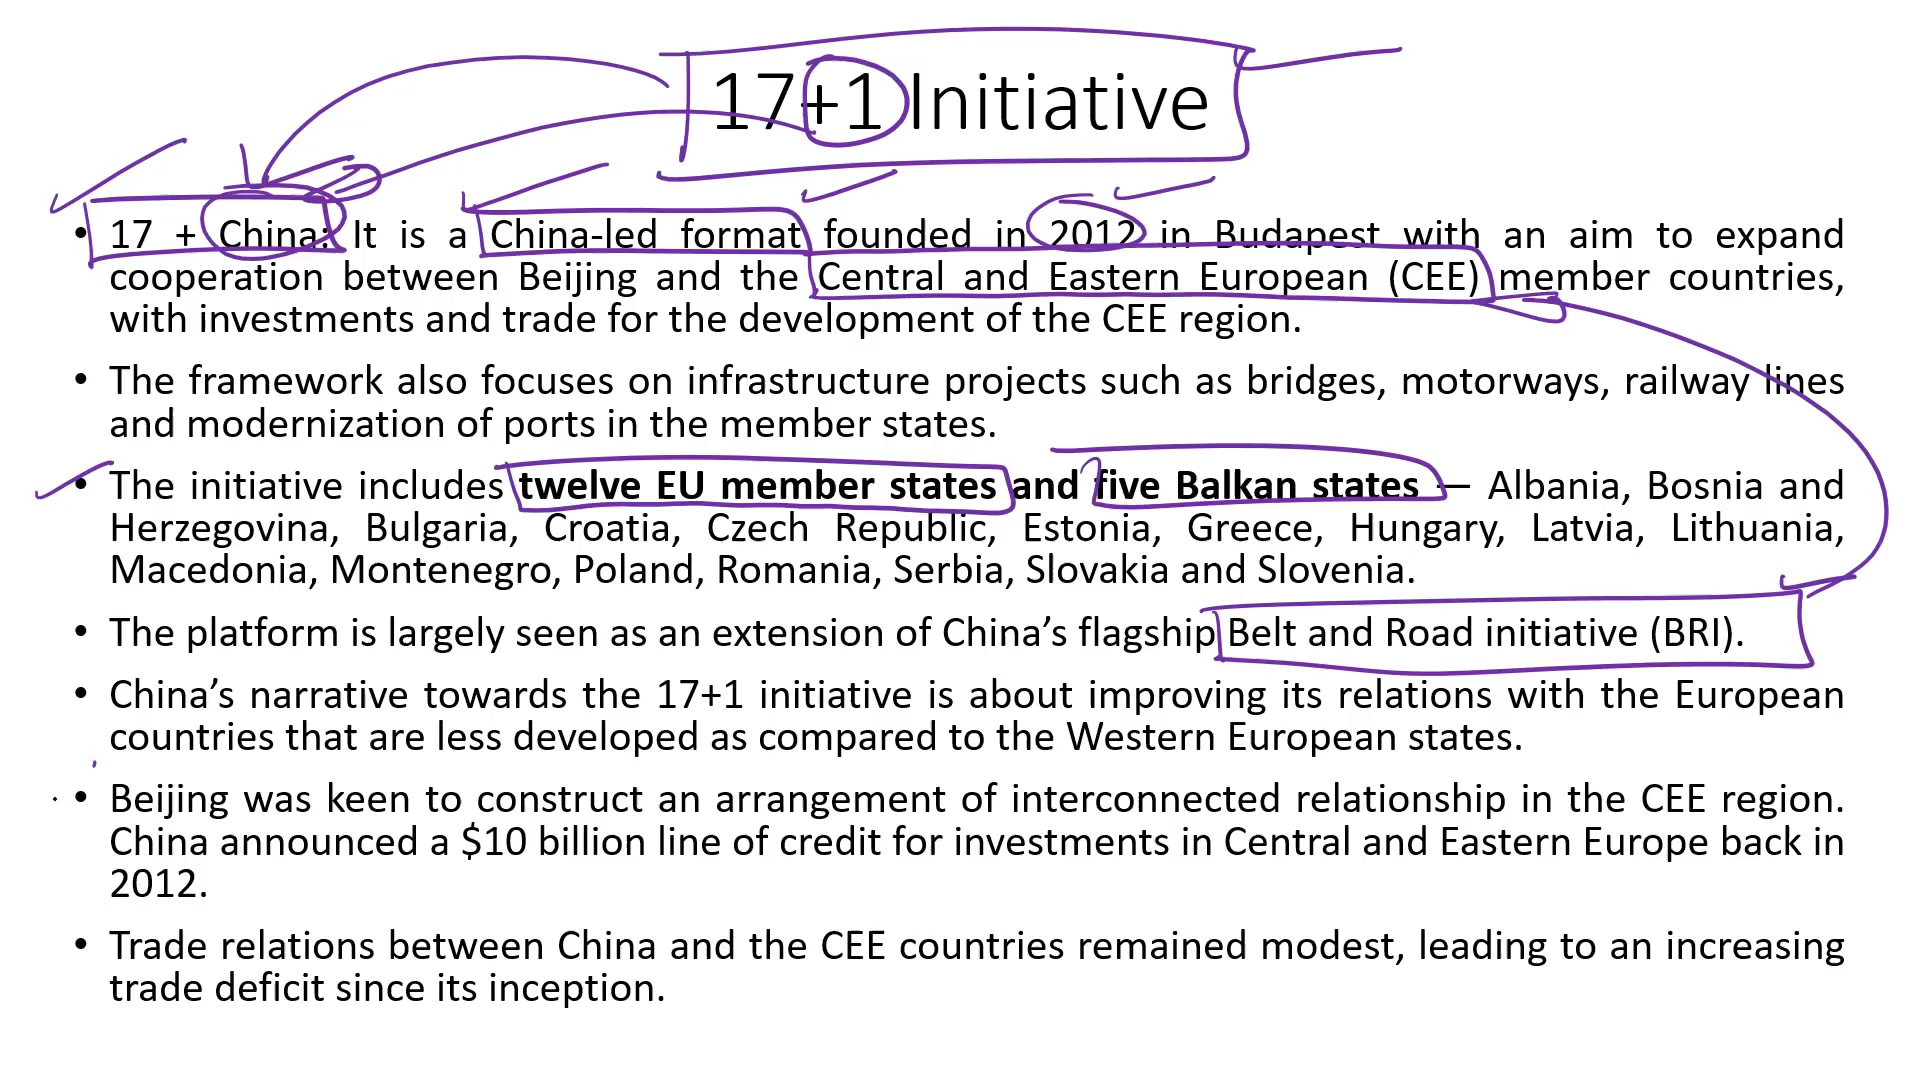 17+1 Initiative
• 17 + China: It is a China-led format founded in 2012 in Budapest with an aim to expand
cooperation between Beijing and the Central and Eastern European (CEE) member countries,
with investments and trade for the development of the CEE region.
• The framework also focuses on infrastructure projects such as bridges, motorways, railway lines
and modernization of ports in the member states.
• The initiative includes twelve EU member states and five Balkan states — Albania, Bosnia and
Herzegovina, Bulgaria, Croatia, Czech Republic, Estonia, Greece, Hungary, Latvia, Lithuania,
Macedonia, Montenegro, Poland, Romania, Serbia, Slovakia and Slovenia.
• The platform is largely seen as an extension of China’s flagship Belt and Road initiative (BRI).
• China’s narrative towards the 17+1 initiative is about improving its relations with the European
countries that are less developed as compared to the Western European states.
• Beijing was keen to construct an arrangement of interconnected relationship in the CEE region.
China announced a $10 billion line of credit for investments in Central and Eastern Europe back in
2012.
• Trade relations between China and the CEE countries remained modest, leading to an increasing
trade deficit since its inception.